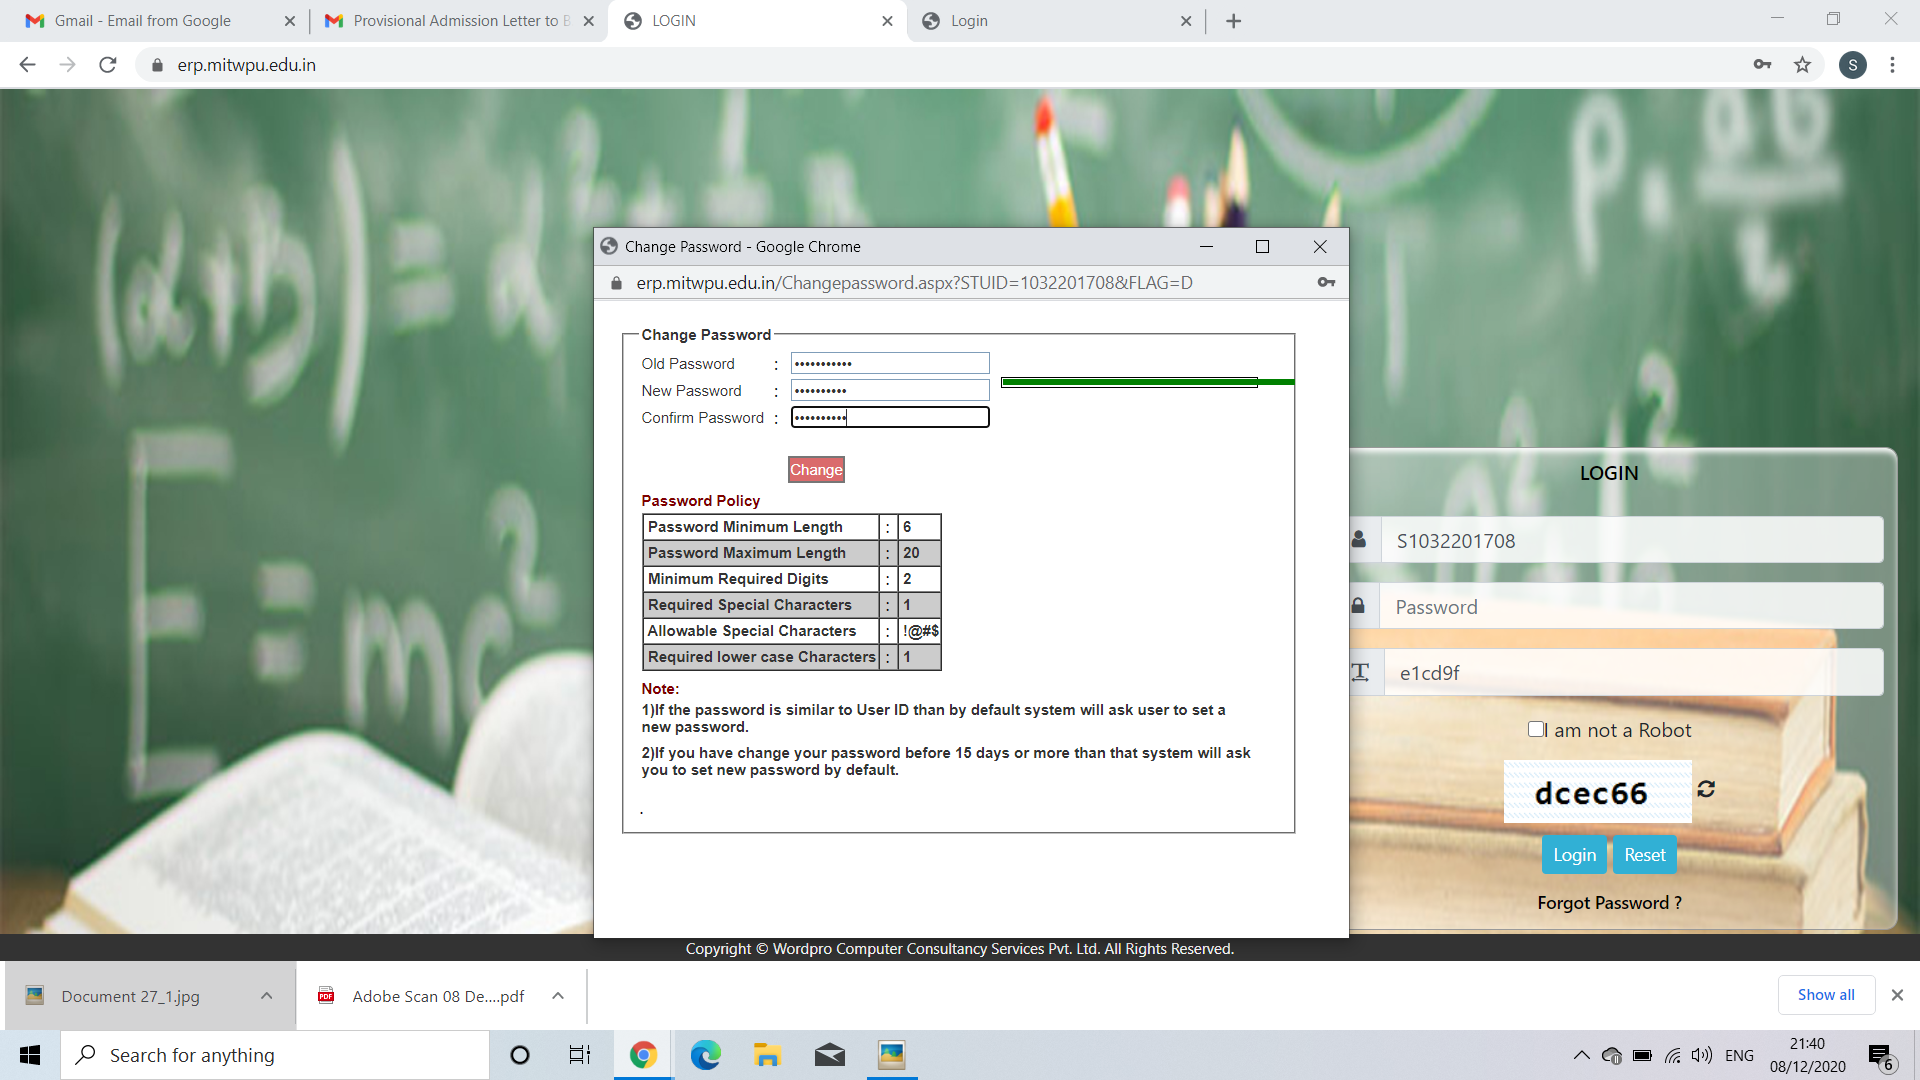 Gmail - Email from Google
Provisional Admission Letter to B
LOGIN
Login
erp.mitwpu.edu.in
S
(α+β) = α² + 1
E=mc²
Change Password - Google Chrome
erp.mitwpu.edu.in/Changepassword.aspx?STUID=1032201708&FLAG=D
Change Password
Old Password : •••••••••••
New Password : ••••••••••
Confirm Password : ••••••••••
Change
Password Policy
Password Minimum Length : 6
Password Maximum Length : 20
Minimum Required Digits : 2
Required Special Characters : 1
Allowable Special Characters : !@#$
Required lower case Characters : 1
Note:
1)If the password is similar to User ID than by default system will ask user to set a
new password.
2)If you have change your password before 15 days or more than that system will ask
you to set new password by default.
.
LOGIN
S1032201708
Password
e1cd9f
I am not a Robot
dcec66
Login Reset
Forgot Password ?
Copyright © Wordpro Computer Consultancy Services Pvt. Ltd. All Rights Reserved.
Document 27_1.jpg
PDF
Adobe Scan 08 De....pdf
Show all
Search for anything
ENG
21:40
08/12/2020
6